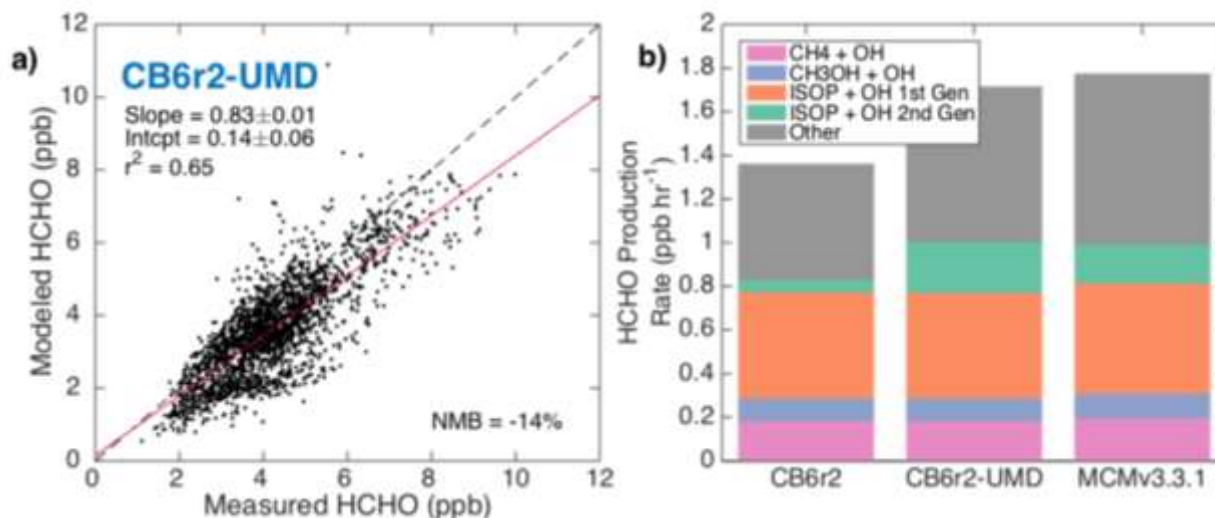 a)
CB6r2-UMD
Slope = 0.83±0.01
Intcpt = 0.14±0.06
r² = 0.65
NMB = -14%
12
10
8
6
4
2
0
Modeled HCHO (ppb)
0 2 4 6 8 10 12
Measured HCHO (ppb)
b)
2
1.8
1.6
1.4
1.2
1
0.8
0.6
0.4
0.2
0
HCHO Production
Rate (ppb hr⁻¹)
CH4 + OH
CH3OH + OH
ISOP + OH 1st Gen
ISOP + OH 2nd Gen
Other
CB6r2 CB6r2-UMD MCMv3.3.1